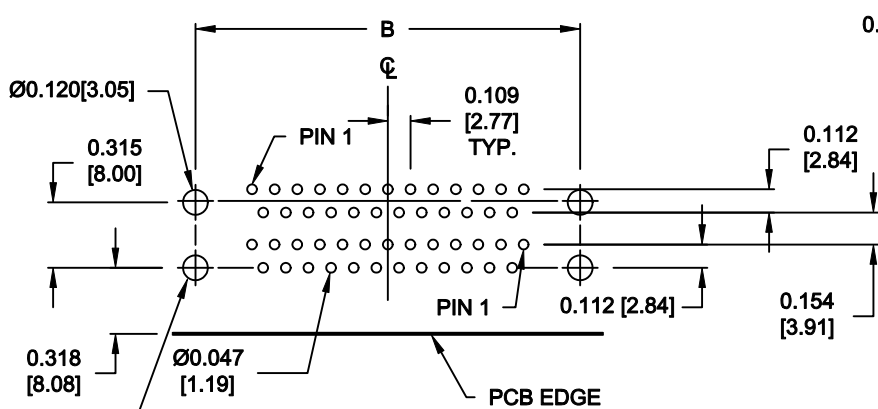 B
0.
℄
Ø0.120[3.05]
0.109
[2.77]
TYP.
PIN 1
0.112
[2.84]
0.315
[8.00]
PIN 1
0.112 [2.84]
0.154
[3.91]
0.318
[8.08]
Ø0.047
[1.19]
PCB EDGE